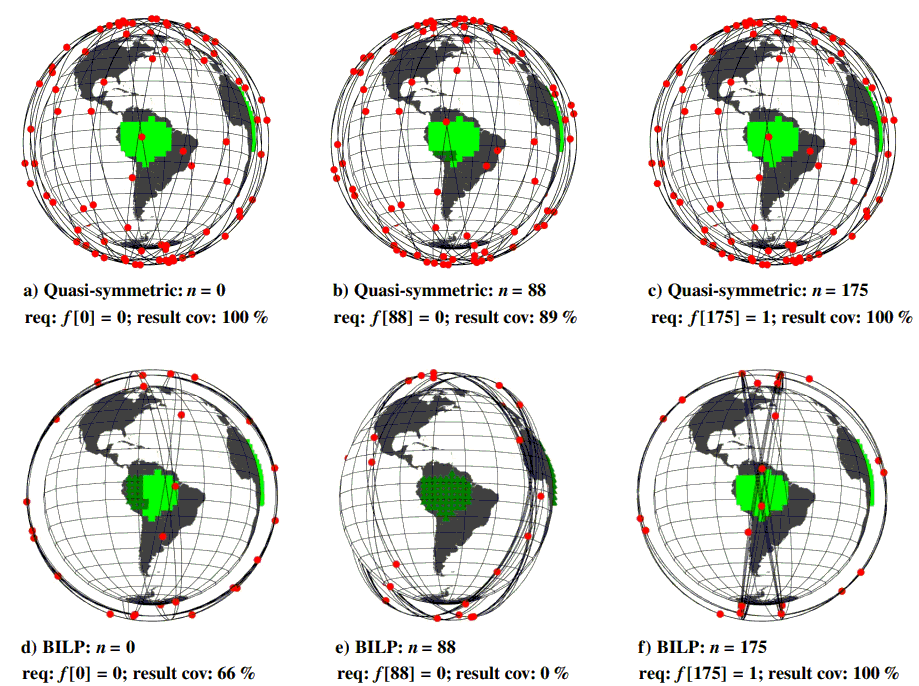 a) Quasi-symmetric: n = 0
req: f[0] = 0; result cov: 100 %
b) Quasi-symmetric: n = 88
req: f[88] = 0; result cov: 89 %
c) Quasi-symmetric: n = 175
req: f[175] = 1; result cov: 100 %
d) BILP: n = 0
req: f[0] = 0; result cov: 66 %
e) BILP: n = 88
req: f[88] = 0; result cov: 0 %
f) BILP: n = 175
req: f[175] = 1; result cov: 100 %